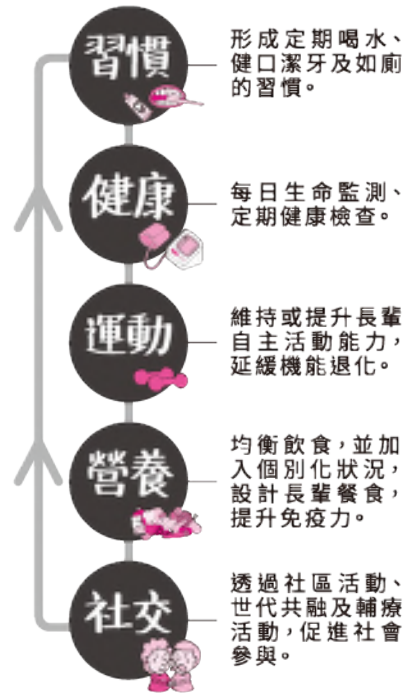 習慣
形成定期喝水、
健口潔牙及如廁
的習慣。
健康
每日生命監測、
定期健康檢查。
運動
維持或提升長輩
自主活動能力，
延緩機能退化。
營養
均衡飲食，並加
入個別化狀況，
設計長輩餐食，
提升免疫力。
社交
透過社區活動、
世代共融及輔療
活動，促進社會
參與。